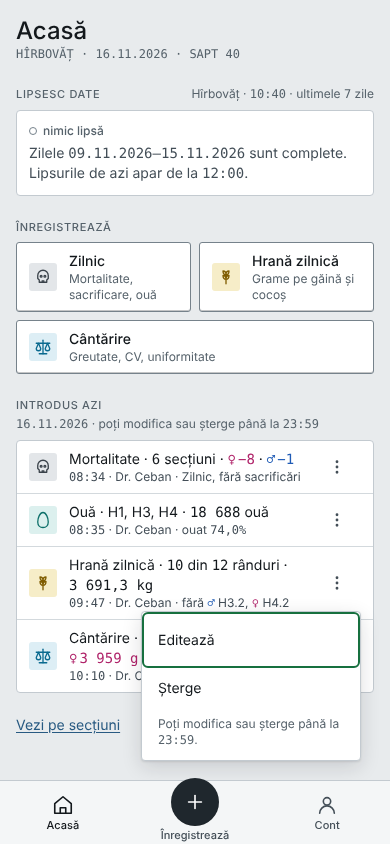 Acasă
HÎRBOVĂȚ · 16.11.2026 · SAPT 40
LIPSESC DATE
Hîrbovăț · 10:40 · ultimele 7 zile
nimic lipsă
Zilele 09.11.2026–15.11.2026 sunt complete.
Lipsurile de azi apar de la 12:00.
ÎNREGISTREAZĂ
Zilnic
Mortalitate,
sacrificare, ouă
Hrană zilnică
Grame pe găină și
cocoș
Cântărire
Greutate, CV, uniformitate
INTRODUS AZI
16.11.2026 · poți modifica sau șterge până la 23:59
Mortalitate · 6 secțiuni · ♀−8 · ♂−1
08:34 · Dr. Ceban · Zilnic, fără sacrificări
Ouă · H1, H3, H4 · 18 688 ouă
08:35 · Dr. Ceban · ouat 74,0%
Hrană zilnică · 10 din 12 rânduri ·
3 691,3 kg
09:47 · Dr. Ceban · fără ♂ H3.2, ♀ H4.2
Cântărire ·
♀3 959 g
10:10 · Dr. C
Editează
Șterge
Poți modifica sau șterge până la
23:59.
Vezi pe secțiuni
Acasă
Înregistrează
Cont